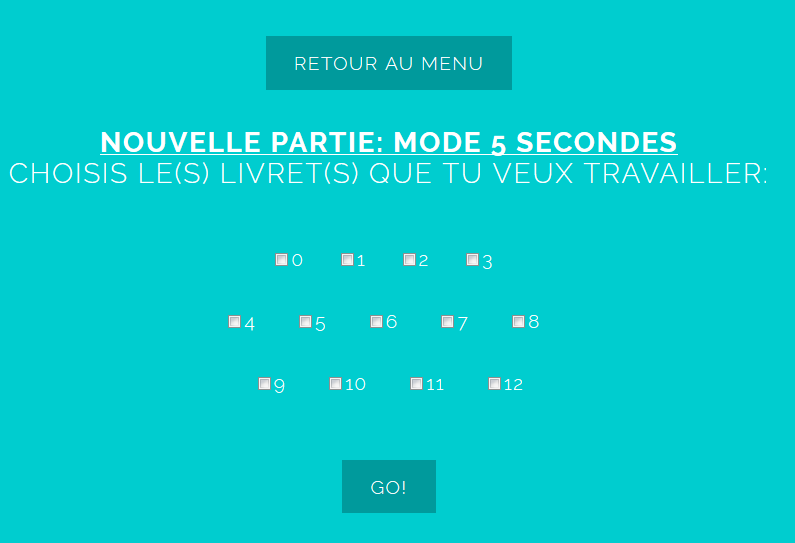 RETOUR AU MENU
NOUVELLE PARTIE: MODE 5 SECONDES
CHOISIS LE(S) LIVRET(S) QUE TU VEUX TRAVAILLER:
0 1 2 3
4 5 6 7 8
9 10 11 12
GO!